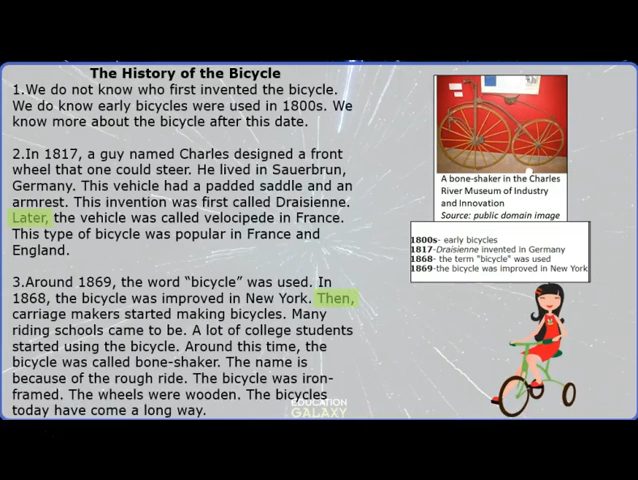 The History of the Bicycle
1.We do not know who first invented the bicycle.
We do know early bicycles were used in 1800s. We
know more about the bicycle after this date.
2.In 1817, a guy named Charles designed a front
wheel that one could steer. He lived in Sauerbrun,
Germany. This vehicle had a padded saddle and an
armrest. This invention was first called Draisienne.
Later, the vehicle was called velocipede in France.
This type of bicycle was popular in France and
England.
3.Around 1869, the word “bicycle” was used. In
1868, the bicycle was improved in New York. Then,
carriage makers started making bicycles. Many
riding schools came to be. A lot of college students
started using the bicycle. Around this time, the
bicycle was called bone-shaker. The name is
because of the rough ride. The bicycle was iron-
framed. The wheels were wooden. The bicycles
today have come a long way.
A bone-shaker in the Charles
River Museum of Industry
and Innovation
Source: public domain image
1800s- early bicycles
1817-Draisienne invented in Germany
1868- the term "bicycle" was used
1869-the bicycle was improved in New York
EDUCATION
GALAXY